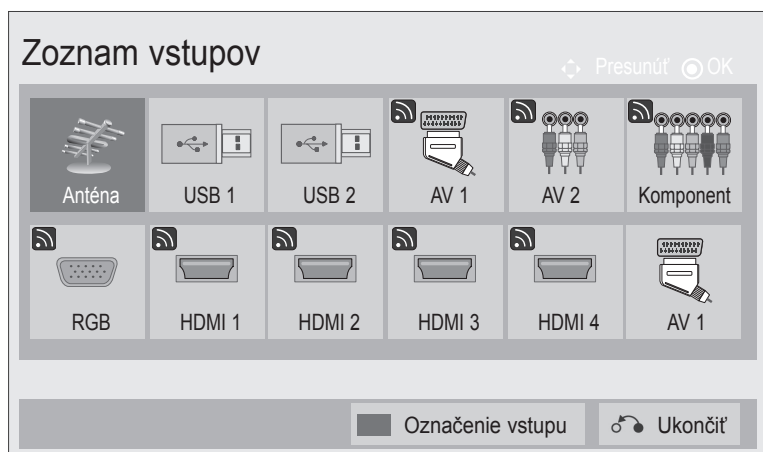 Zoznam vstupov
Presunúť OK
Anténa USB 1 USB 2 AV 1 AV 2 Komponent
RGB HDMI 1 HDMI 2 HDMI 3 HDMI 4 AV 1
Označenie vstupu Ukončiť